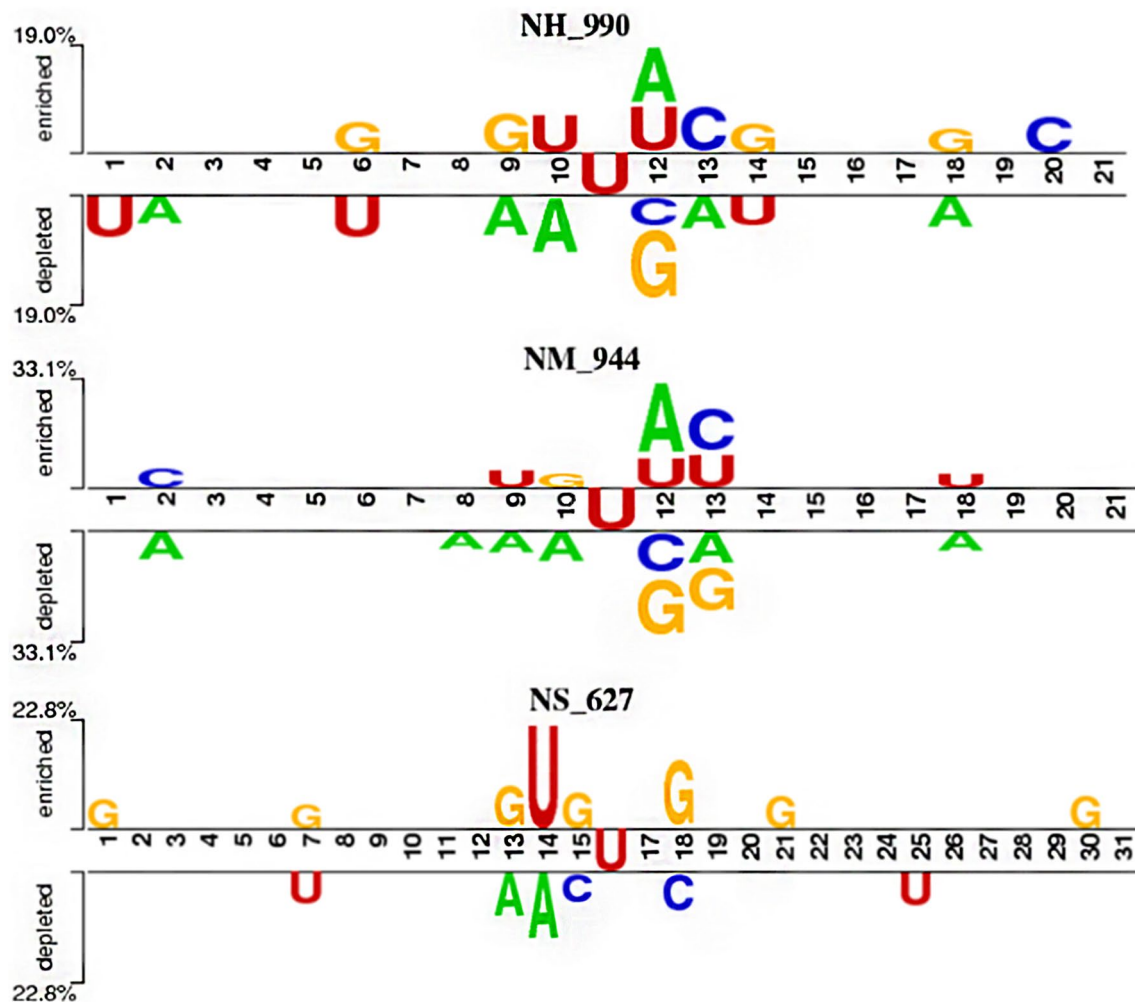 NH_990
19.0%
enriched
A
G G U U C G G C
1 2 3 4 5 6 7 8 9 10 U 12 13 14 15 16 17 18 19 20 21
U A U A A C A U A
G
depleted
19.0%
NM_944
33.1%
enriched
A C
C U G U U U
1 2 3 4 5 6 7 8 9 10 U 12 13 14 15 16 17 18 19 20 21
A A A A C A A
G G
depleted
33.1%
NS_627
22.8%
enriched
G G G U G G G G
1 2 3 4 5 6 7 8 9 10 11 12 13 14 15 U 17 18 19 20 21 22 23 24 25 26 27 28 29 30 31
U A A C C U
depleted
22.8%